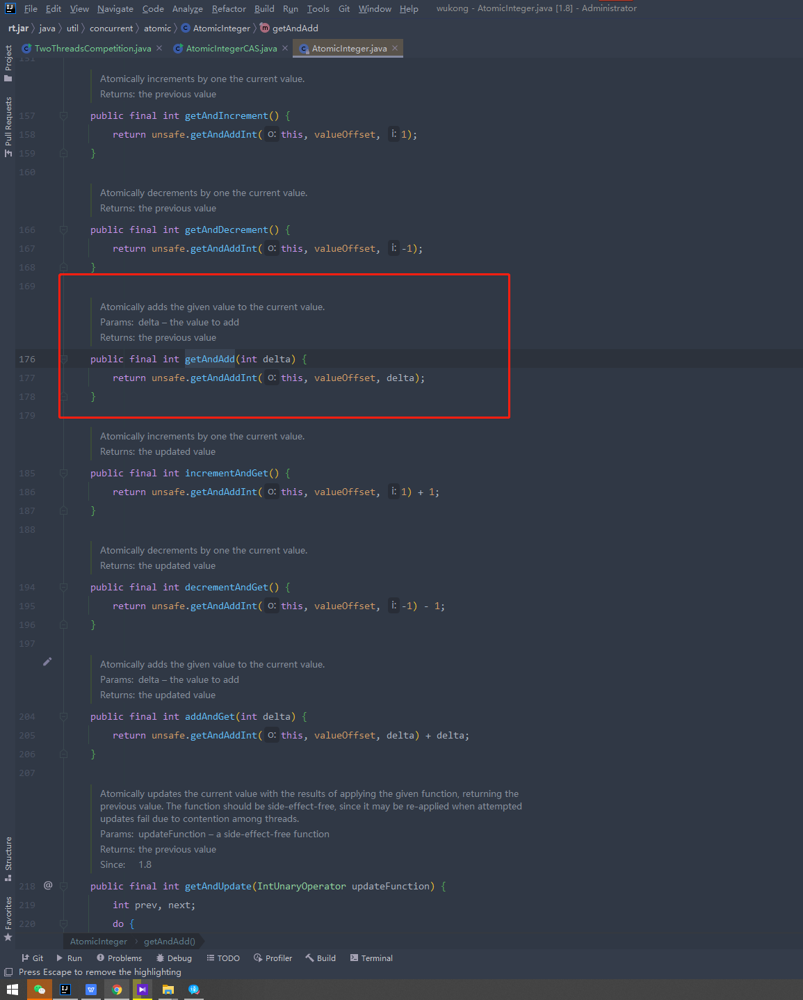 File Edit View Navigate Code Analyze Refactor Build Run Tools Git Window Help wukong - AtomicInteger.java [1.8] - Administrator
rt.jar java util concurrent atomic AtomicInteger getAndAdd
TwoThreadsCompetition.java AtomicIntegerCAS.java AtomicInteger.java
Project
Pull Requests
151
Atomically increments by one the current value.
Returns: the previous value
157 public final int getAndIncrement() {
158 return unsafe.getAndAddInt( o: this, valueOffset, i: 1);
159 }
160
Atomically decrements by one the current value.
Returns: the previous value
166 public final int getAndDecrement() {
167 return unsafe.getAndAddInt( o: this, valueOffset, i: -1);
168 }
169
Atomically adds the given value to the current value.
Params: delta – the value to add
Returns: the previous value
176 public final int getAndAdd(int delta) {
177 return unsafe.getAndAddInt( o: this, valueOffset, delta);
178 }
179
Atomically increments by one the current value.
Returns: the updated value
185 public final int incrementAndGet() {
186 return unsafe.getAndAddInt( o: this, valueOffset, i: 1) + 1;
187 }
188
Atomically decrements by one the current value.
Returns: the updated value
194 public final int decrementAndGet() {
195 return unsafe.getAndAddInt( o: this, valueOffset, i: -1) - 1;
196 }
197
Atomically adds the given value to the current value.
Params: delta – the value to add
Returns: the updated value
204 public final int addAndGet(int delta) {
205 return unsafe.getAndAddInt( o: this, valueOffset, delta) + delta;
206 }
207
Atomically updates the current value with the results of applying the given function, returning the
previous value. The function should be side-effect-free, since it may be re-applied when attempted
updates fail due to contention among threads.
Params: updateFunction – a side-effect-free function
Returns: the previous value
Since: 1.8
218 @ public final int getAndUpdate(IntUnaryOperator updateFunction) {
219 int prev, next;
220 do {
Structure
Favorites
AtomicInteger getAndAdd()
Git Run Problems Debug TODO Profiler Build Terminal
Press Escape to remove the highlighting